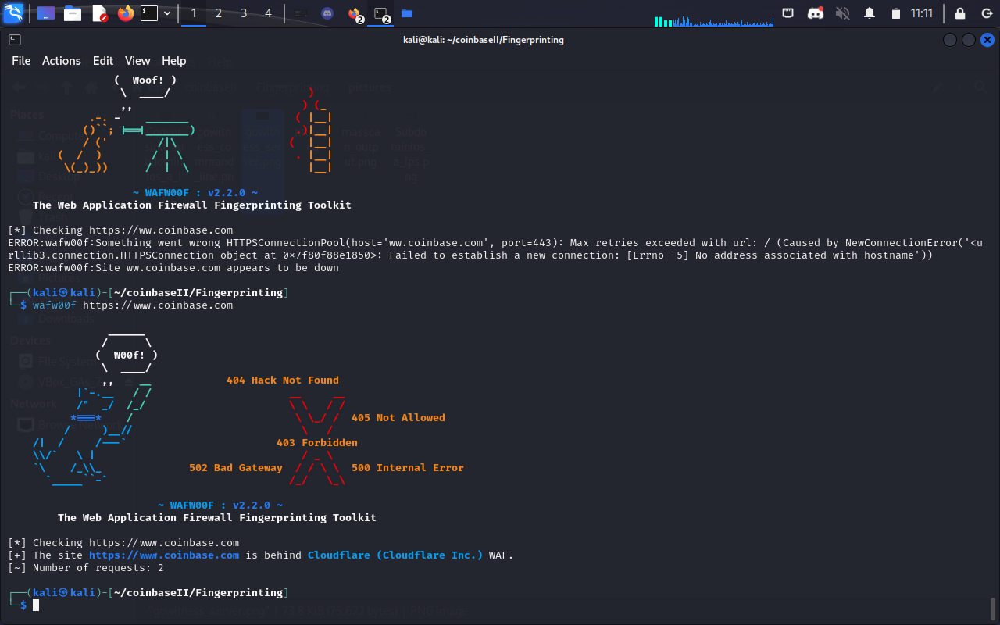 1 2 3 4 2 2 11:11
kali@kali: ~/coinbaseII/Fingerprinting
File Actions Edit View Help
( Woof! )
~ WAFW00F : v2.2.0 ~
The Web Application Firewall Fingerprinting Toolkit
[*] Checking https://ww.coinbase.com
ERROR:wafw00f:Something went wrong HTTPSConnectionPool(host='ww.coinbase.com', port=443): Max retries exceeded with url: / (Caused by NewConnectionError('<u
rllib3.connection.HTTPSConnection object at 0×7f80f88e1850>: Failed to establish a new connection: [Errno -5] No address associated with hostname'))
ERROR:wafw00f:Site ww.coinbase.com appears to be down
┌──(kali㉿kali)-[~/coinbaseII/Fingerprinting]
└─$ wafw00f https://www.coinbase.com
( W00f! )
404 Hack Not Found
405 Not Allowed
403 Forbidden
502 Bad Gateway 500 Internal Error
~ WAFW00F : v2.2.0 ~
The Web Application Firewall Fingerprinting Toolkit
[*] Checking https://www.coinbase.com
[+] The site https://www.coinbase.com is behind Cloudflare (Cloudflare Inc.) WAF.
[~] Number of requests: 2
┌──(kali㉿kali)-[~/coinbaseII/Fingerprinting]
└─$